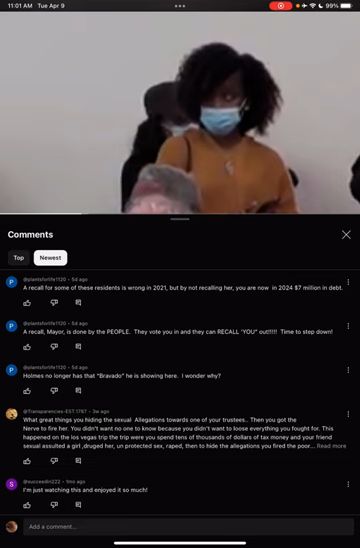 11:01 AM Tue Apr 9
99%
Comments
Top
Newest
P
@plantsforlife1120 • 5d ago
A recall for some of these residents is wrong in 2021, but by not recalling her, you are now in 2024 $7 million in debt.
P
@plantsforlife1120 • 5d ago
A recall, Mayor, is done by the PEOPLE. They vote you in and they can RECALL 'YOU" out!!!!! Time to step down!
P
@plantsforlife1120 • 5d ago
Holmes no longer has that "Bravado" he is showing here. I wonder why?
@Transparencies-EST.1787 • 3w ago
What great things you hiding the sexual Allegations towards one of your trustees.. Then you got the
Nerve to fire her. You didn't want no one to know because you didn't want to loose everything you fought for. This
happened on the los vegas trip the trip were you spend tens of thousands of dollars of tax money and your friend
sexual assulted a girl ,druged her, un protected sex, raped, then to hide the allegations you fired the poor... Read more
S
@succeedin222 • 1mo ago
I'm just watching this and enjoyed it so much!
Add a comment...